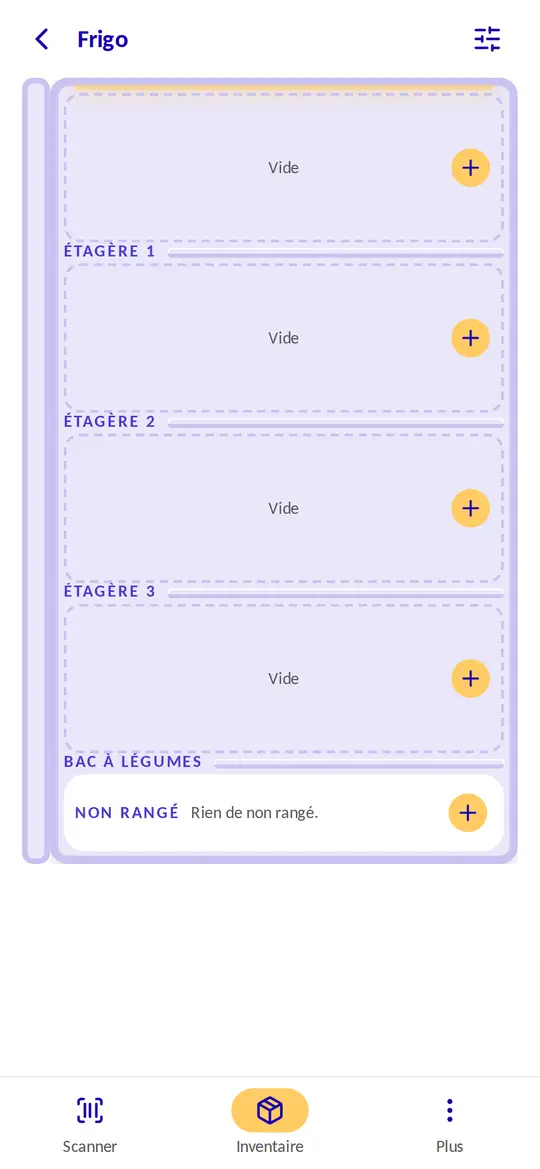 Frigo
Vide
ÉTAGÈRE 1
Vide
ÉTAGÈRE 2
Vide
ÉTAGÈRE 3
Vide
BAC À LÉGUMES
NON RANGÉ Rien de non rangé.
Scanner Inventaire Plus